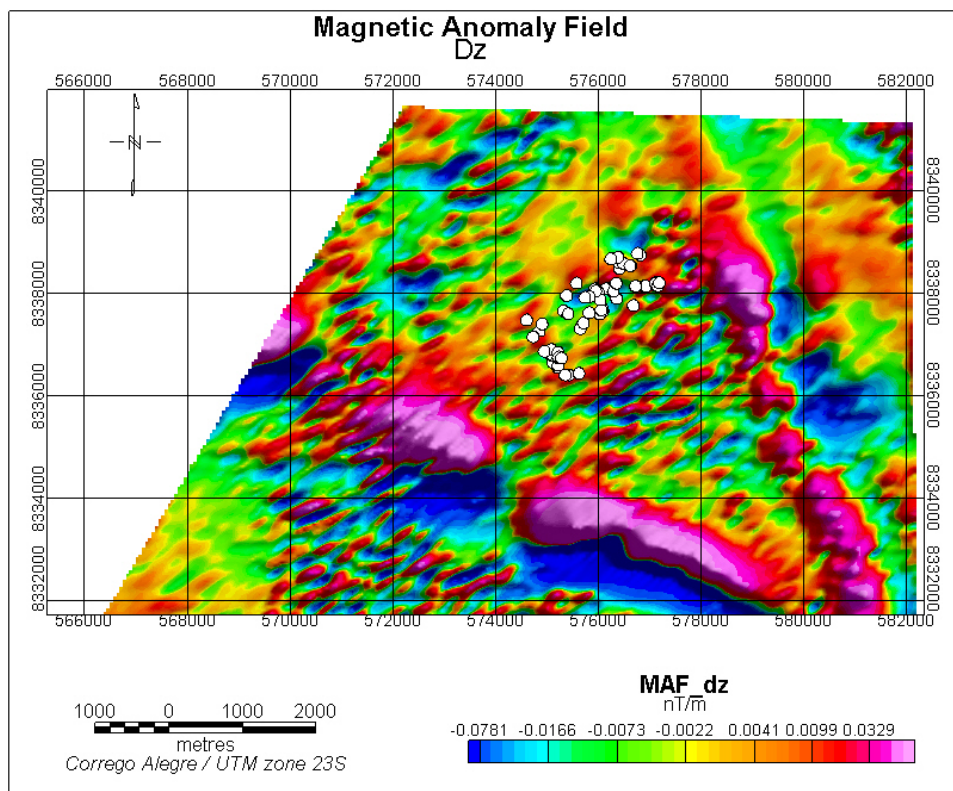 Magnetic Anomaly Field
Dz
566000 568000 570000 572000 574000 576000 578000 580000 582000
N
8340000 8340000
8338000 8338000
8336000 8336000
8334000 8334000
8332000 8332000
566000 568000 570000 572000 574000 576000 578000 580000 582000
MAF_dz
nT/m
1000 0 1000 2000
-0.0781 -0.0166 -0.0073 -0.0022 0.0041 0.0099 0.0329
metres
Corrego Alegre / UTM zone 23S